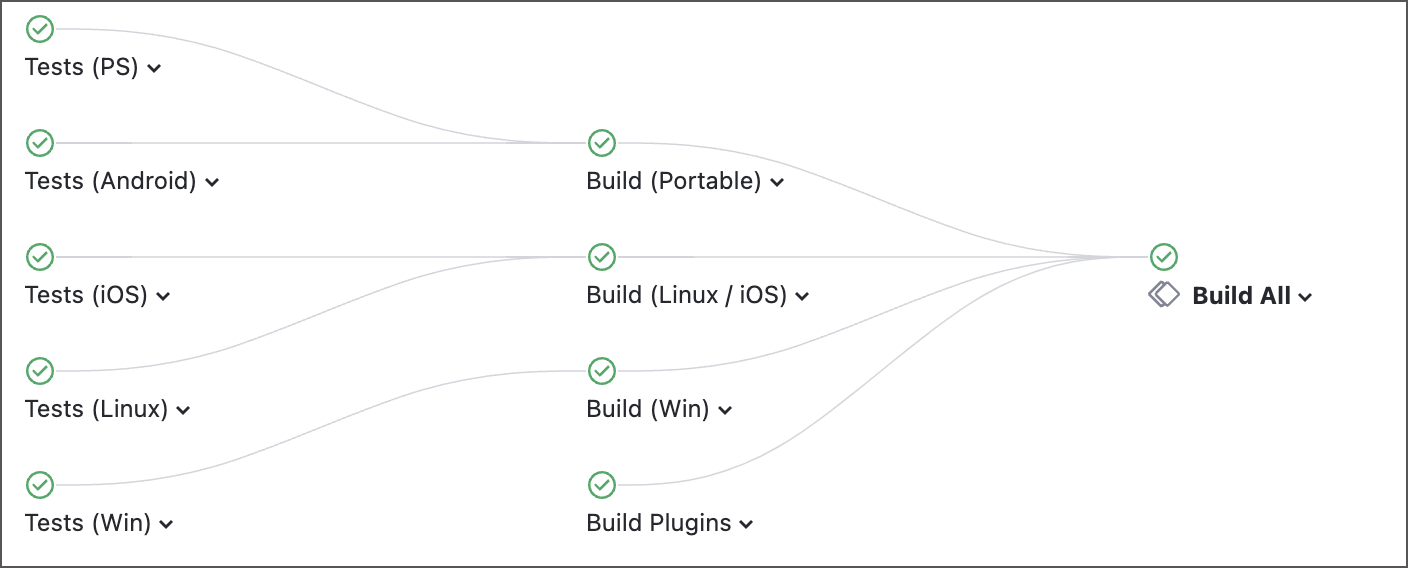 Tests (PS)
Tests (Android)
Build (Portable)
Tests (iOS)
Build (Linux / iOS)
Build All
Tests (Linux)
Build (Win)
Tests (Win)
Build Plugins